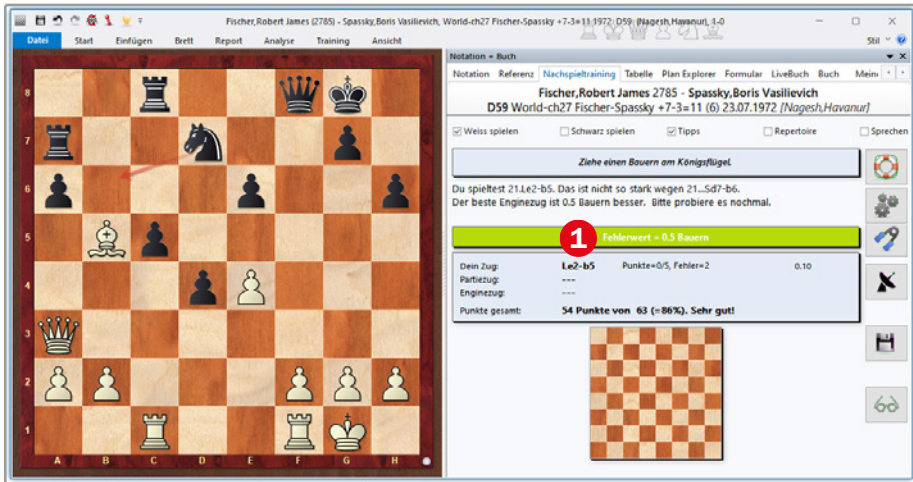 Fischer,Robert James (2785) - Spassky,Boris Vasilievich, World-ch27 Fischer-Spassky +7-3=11 1972; D59; [Nagesh,Havanur], 1-0
Datei Start Einfügen Brett Report Analyse Training Ansicht Stil
Notation + Buch
Notation Referenz Nachspieltraining Tabelle Plan Explorer Formular LiveBuch Buch
Fischer,Robert James 2785 - Spassky,Boris Vasilievich
D59 World-ch27 Fischer-Spassky +7-3=11 (6) 23.07.1972 [Nagesh,Havanur]
Weiss spielen Schwarz spielen Tipps Repertoire Sprechen
Ziehe einen Bauern am Königsflügel.
Du spieltest 21.Le2-b5. Das ist nicht so stark wegen 21...Sd7-b6.
Der beste Enginezug ist 0.5 Bauern besser. Bitte probiere es nochmal.
1 Fehlerwert = 0,5 Bauern
Dein Zug: Le2-b5 Punkte=0/5, Fehler=2 0.10
Partiezug: ---
Enginezug: ---
Punkte gesamt: 54 Punkte von 63 (=86%). Sehr gut!
8
7
6
5
4
3
2
1
A B C D E F G H